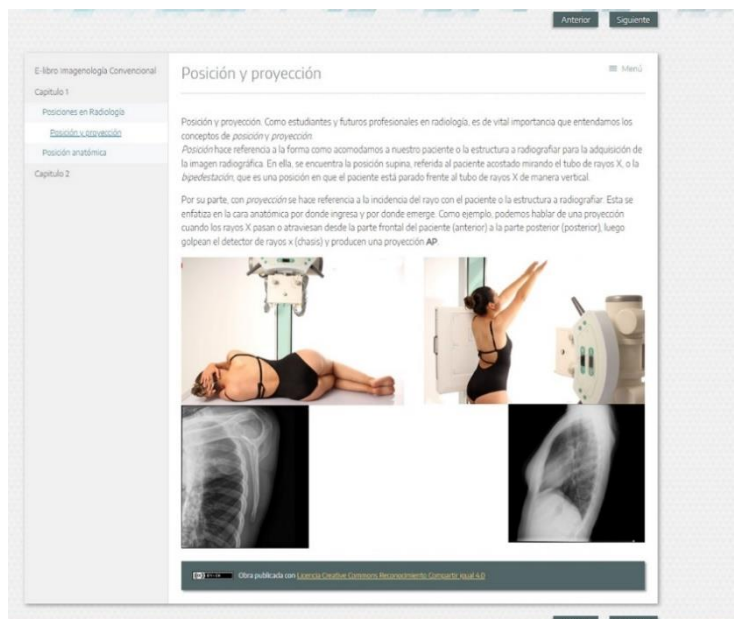 Anterior Siguiente
E-libro Imagenología Convencional
Capitulo 1
Posiciones en Radiología
Posición y proyección
Posición anatómica
Capitulo 2
Posición y proyección
Menú
Posición y proyección. Como estudiantes y futuros profesionales en radiología, es de vital importancia que entendamos los
conceptos de posición y proyección.
Posición hace referencia a la forma como acomodamos a nuestro paciente o la estructura a radiografiar para la adquisición de
la imagen radiográfica. En ella, se encuentra la posición supina, referida al paciente acostado mirando el tubo de rayos X, o la
bipedestación, que es una posición en que el paciente está parado frente al tubo de rayos X de manera vertical.
Por su parte, con proyección se hace referencia a la incidencia del rayo con el paciente o la estructura a radiografiar. Esta se
enfatiza en la cara anatómica por donde ingresa y por donde emerge. Como ejemplo, podemos hablar de una proyección
cuando los rayos X pasan o atraviesan desde la parte frontal del paciente (anterior) a la parte posterior (posterior), luego
golpean el detector de rayos x (chasis) y producen una proyección AP
Obra publicada con Licencia Creative Commons Reconocimiento Compartir igual 4.0